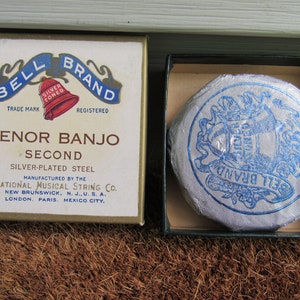 BELL BRAND
SILVER
TONED
TRADE MARK REGISTERED
ENOR BANJO
SECOND
SILVER-PLATED STEEL
MANUFACTURED BY THE
NATIONAL MUSICAL STRING CO.
NEW BRUNSWICK, N.J., U.S.A.
LONDON. PARIS. MEXICO CITY.
BELL BRAND